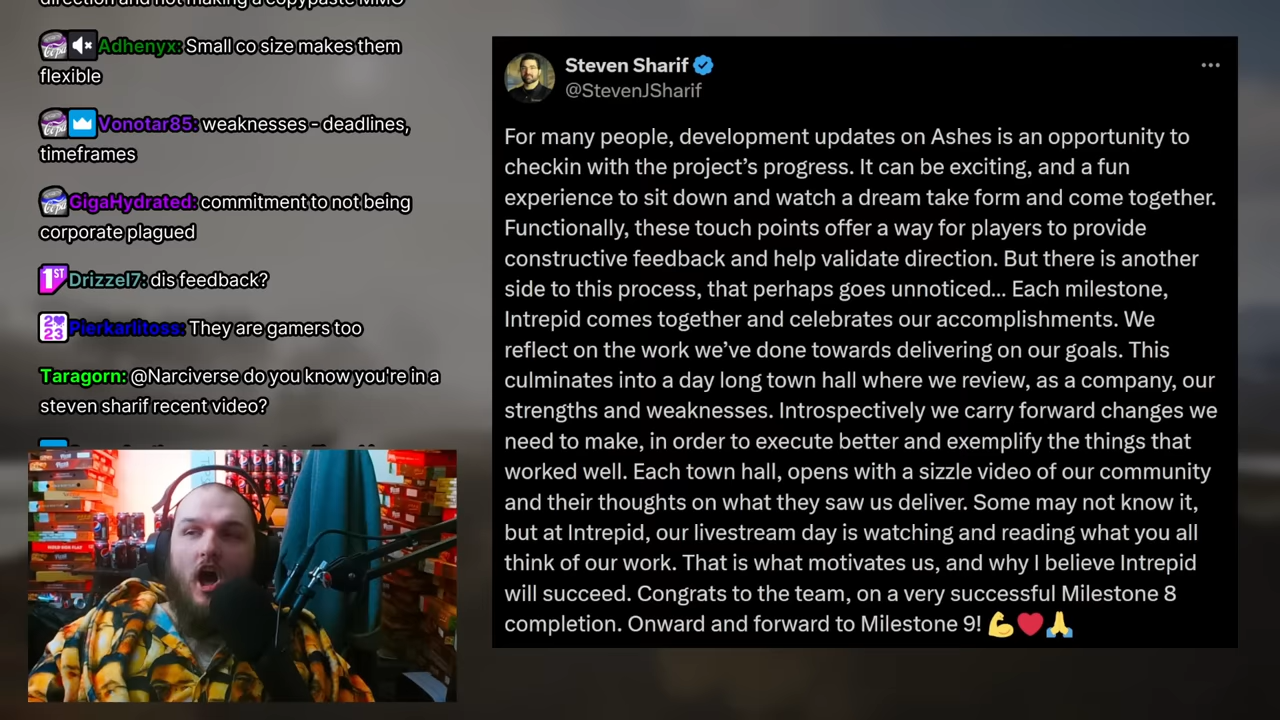 direction and not making a copypaste MMO
Adhenyx: Small co size makes them
flexible
Vonotar85: weaknesses - deadlines,
timeframes
GigaHydrated: commitment to not being
corporate plagued
1ST Drizzel7: dis feedback?
2023 Pierkarlitoss: They are gamers too
Taragorn: @Narciverse do you know you're in a
steven sharif recent video?
Steven Sharif
@StevenJSharif
For many people, development updates on Ashes is an opportunity to
checkin with the project’s progress. It can be exciting, and a fun
experience to sit down and watch a dream take form and come together.
Functionally, these touch points offer a way for players to provide
constructive feedback and help validate direction. But there is another
side to this process, that perhaps goes unnoticed... Each milestone,
Intrepid comes together and celebrates our accomplishments. We
reflect on the work we’ve done towards delivering on our goals. This
culminates into a day long town hall where we review, as a company, our
strengths and weaknesses. Introspectively we carry forward changes we
need to make, in order to execute better and exemplify the things that
worked well. Each town hall, opens with a sizzle video of our community
and their thoughts on what they saw us deliver. Some may not know it,
but at Intrepid, our livestream day is watching and reading what you all
think of our work. That is what motivates us, and why I believe Intrepid
will succeed. Congrats to the team, on a very successful Milestone 8
completion. Onward and forward to Milestone 9! 💪❤️🙏